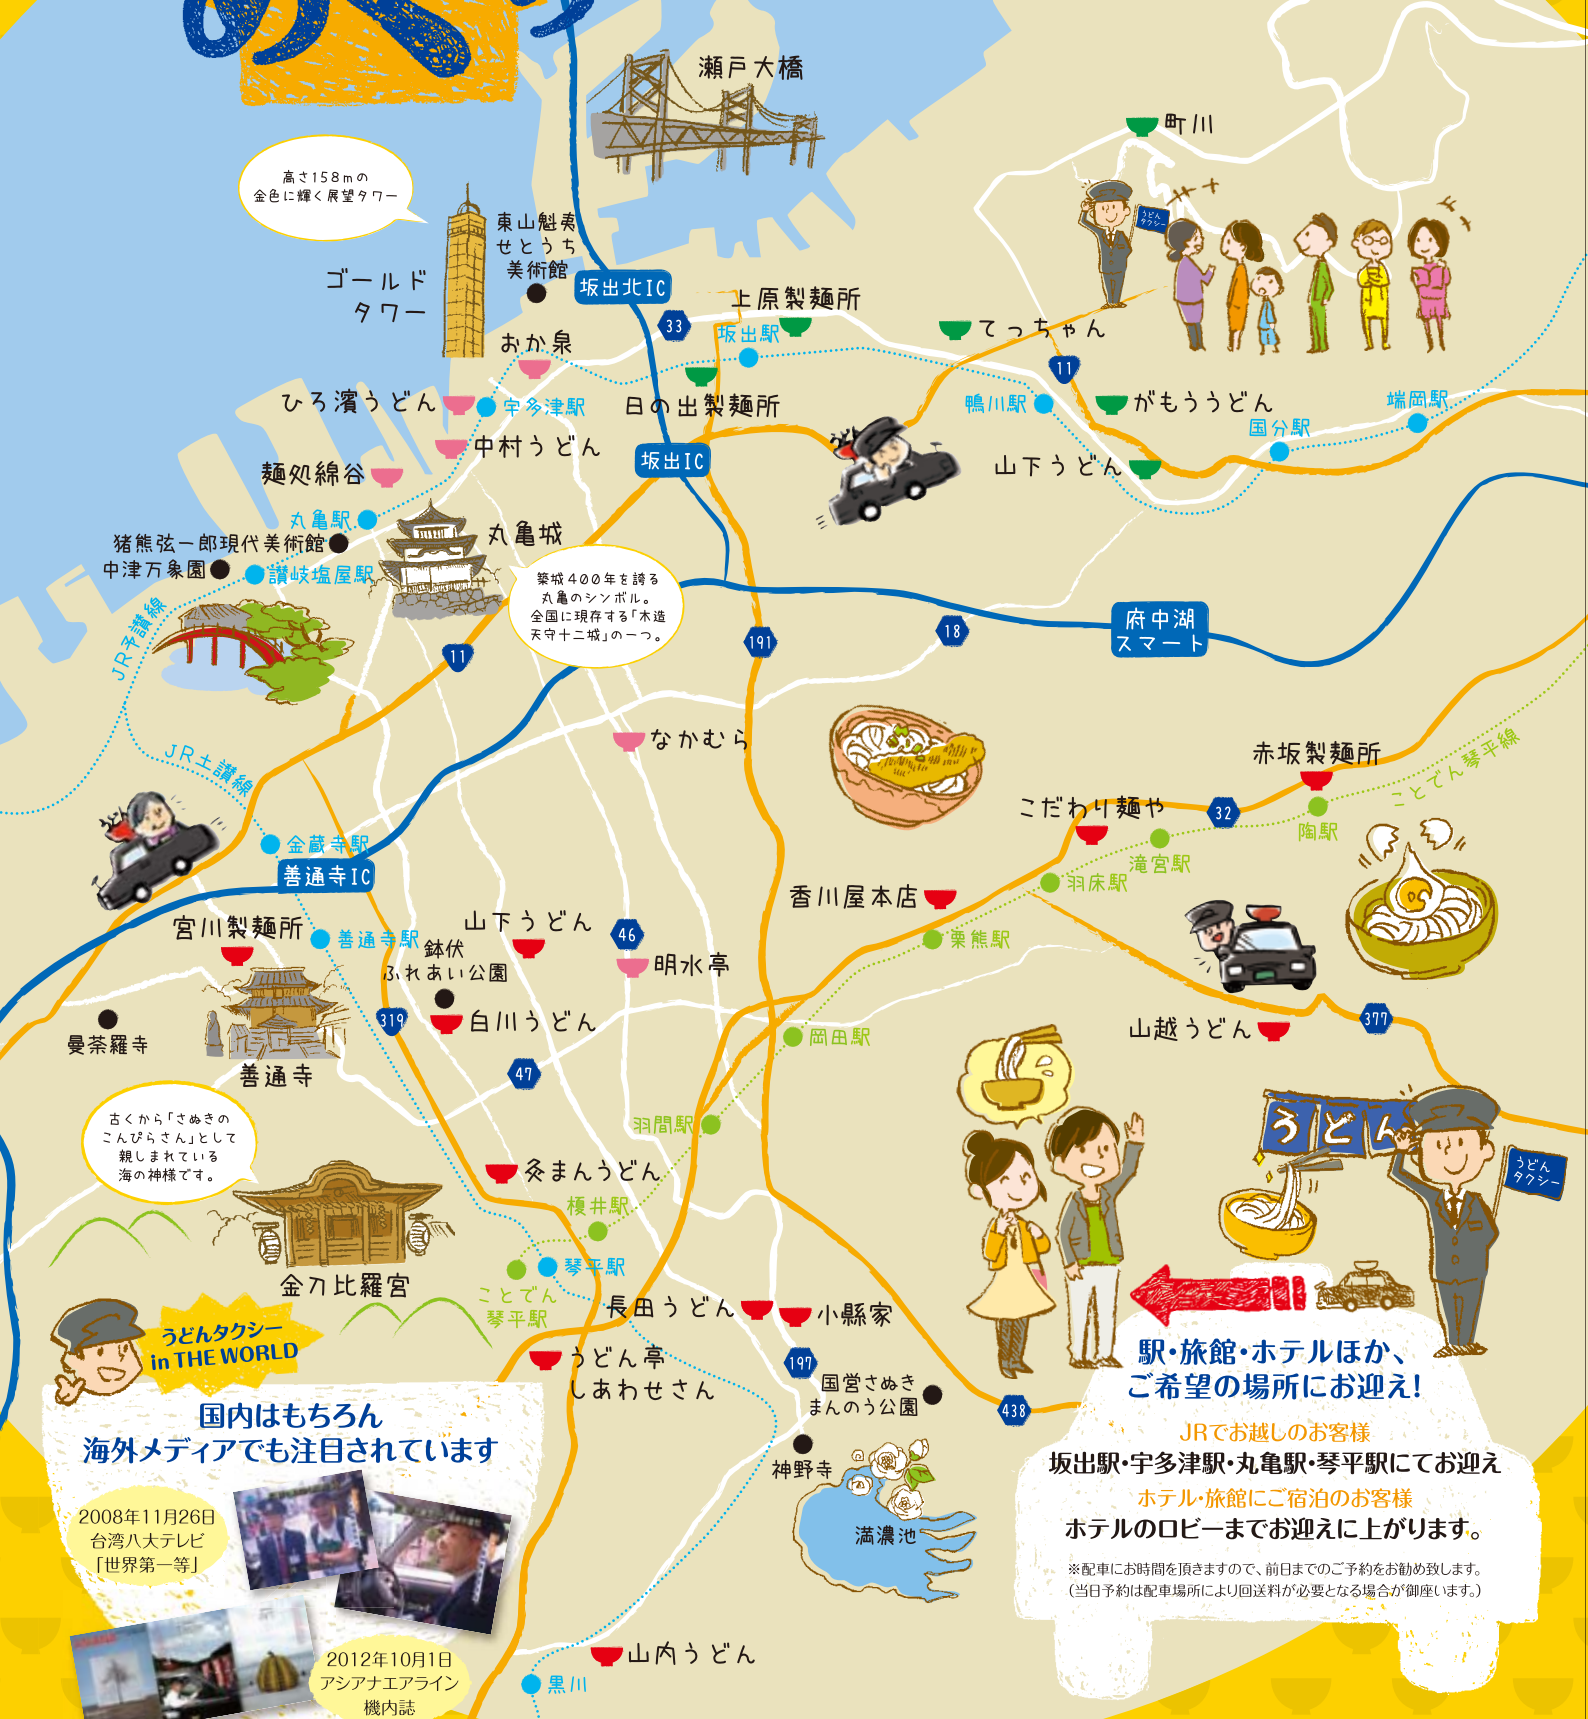 瀬戸大橋
町川
高さ158mの
金色に輝く展望タワー
うどん
タクシー
東山魁夷
せとうち
美術館
ゴールド
タワー
坂出北IC
上原製麺所
33
坂出駅
てっちゃん
おか泉
11
ひろ濱うどん
宇多津駅
日の出製麺所
鴨川駅
がもううどん
端岡駅
国分駅
中村うどん
坂出IC
山下うどん
麺処綿谷
丸亀駅
丸亀城
猪熊弦一郎現代美術館
中津万象園
讃岐塩屋駅
築城400年を誇る
丸亀のシンボル。
全国に現存する「木造
天守十二城」の一つ。
府中湖
スマート
JR予讃線
11
191
18
なかむら
JR土讃線
赤坂製麺所
ことでん琴平線
こだわり麺や
32
陶駅
滝宮駅
羽床駅
金蔵寺駅
善通寺IC
香川屋本店
栗熊駅
宮川製麺所
善通寺駅
山下うどん
46
鉢伏
ふれあい公園
明水亭
曼荼羅寺
319
白川うどん
岡田駅
山越うどん
377
善通寺
47
古くから「さぬきの
こんぴらさん」として
親しまれている
海の神様です。
羽間駅
うどん
うどん
タクシー
灸まんうどん
榎井駅
金刀比羅宮
琴平駅
ことでん
琴平駅
長田うどん
小縣家
うどんタクシー
in THE WORLD
うどん亭
しあわせさん
197
国営さぬき
まんのう公園
438
神野寺
満濃池
駅・旅館・ホテルほか、
ご希望の場所にお迎え!
JRでお越しのお客様
坂出駅・宇多津駅・丸亀駅・琴平駅にてお迎え
ホテル・旅館にご宿泊のお客様
ホテルのロビーまでお迎えに上がります。
※配車にお時間を頂きますので、前日までのご予約をお勧め致します。
（当日予約は配車場所により回送料が必要となる場合が御座います。）
国内はもちろん
海外メディアでも注目されています
2008年11月26日
台湾八大テレビ
「世界第一等」
2012年10月1日
アシアナエアライン
機内誌
山内うどん
黒川